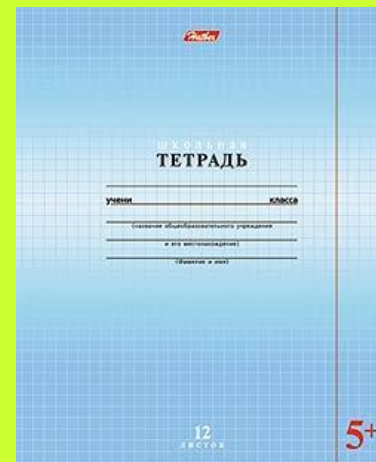 Hatber
ШКОЛЬНАЯ
ТЕТРАДЬ
учени класса
(название общеобразовательного учреждения
и его местонахождение)
(Фамилия и имя)
12
ЛИСТОВ
5+